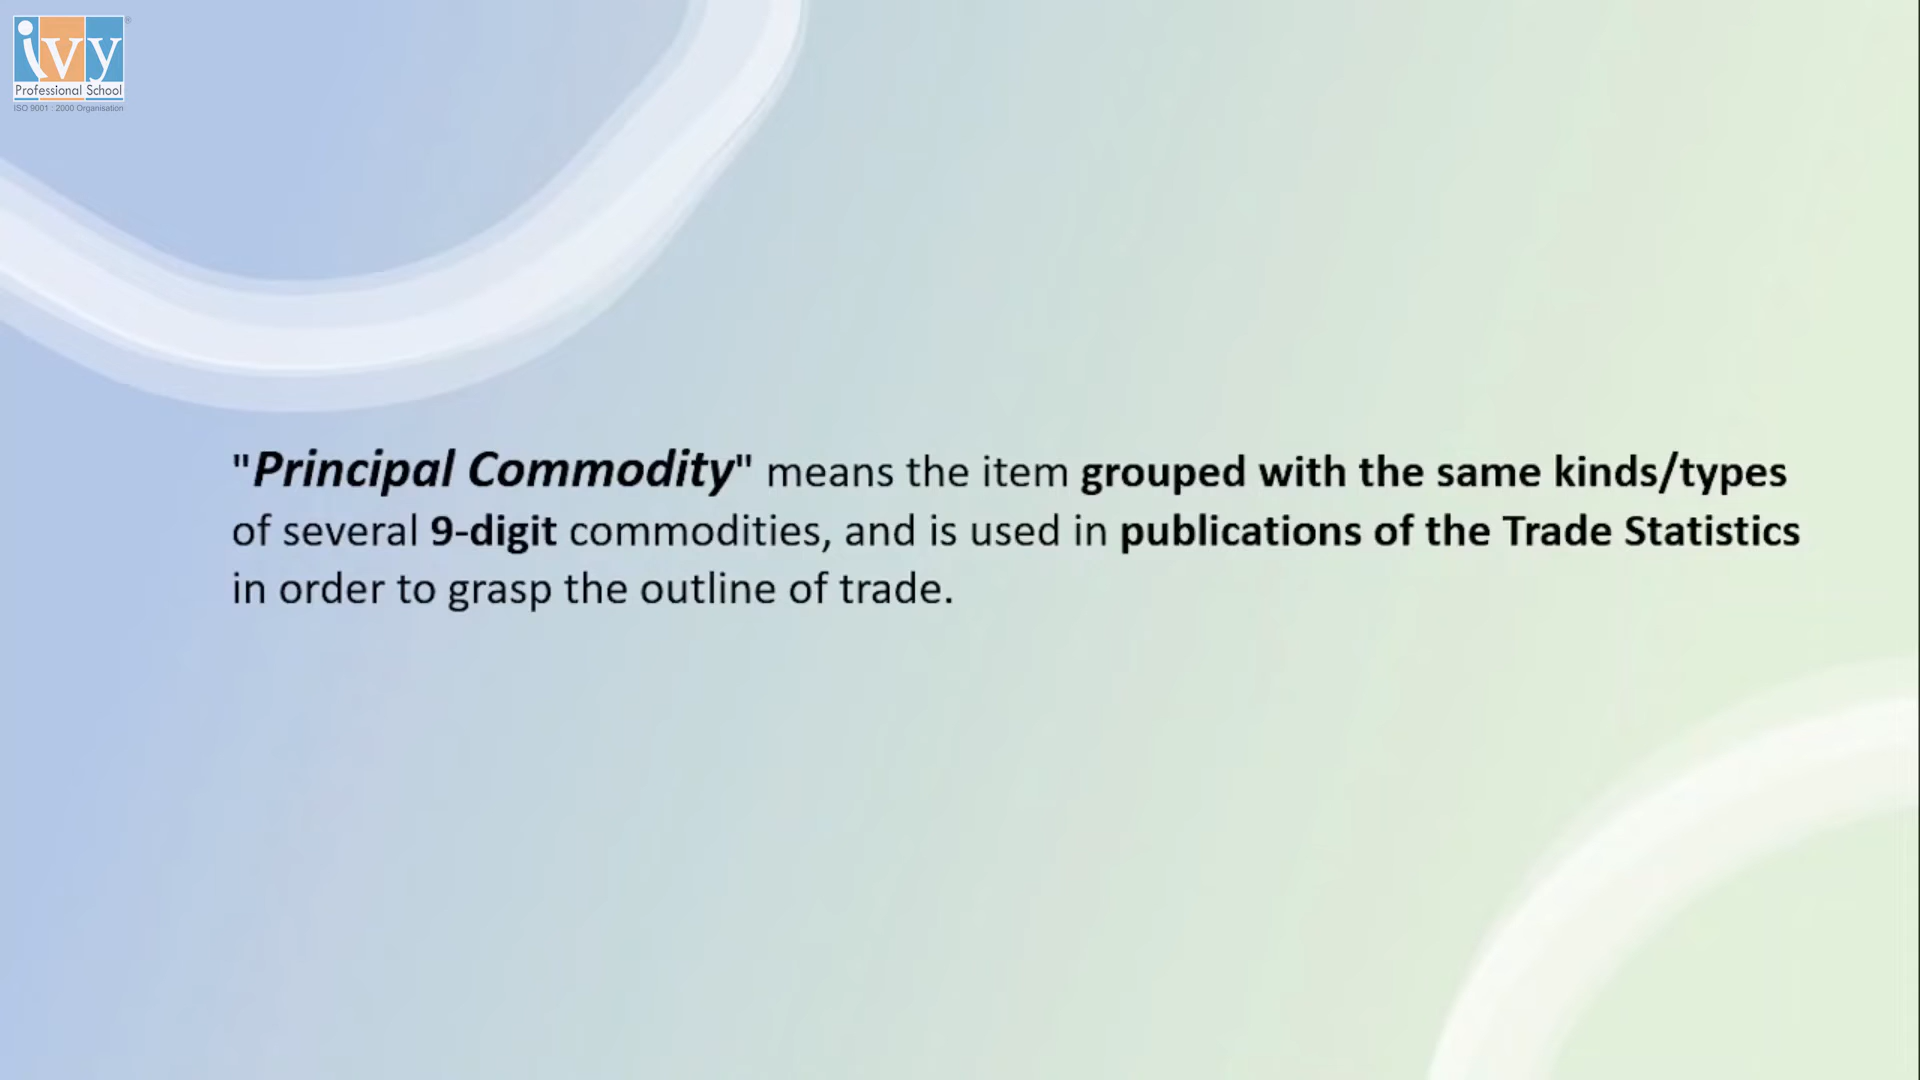 ivy
Professional School
ISO 9001 : 2000 Organisation
"Principal Commodity" means the item grouped with the same kinds/types
of several 9-digit commodities, and is used in publications of the Trade Statistics
in order to grasp the outline of trade.